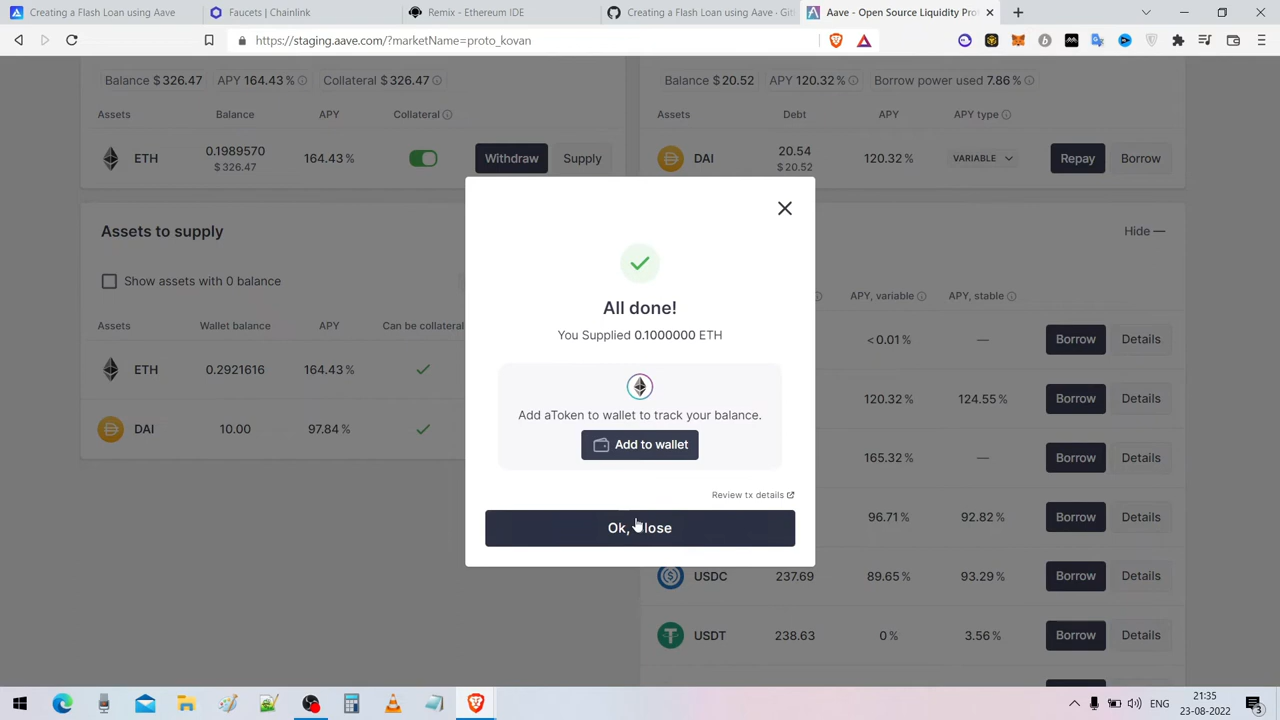 Creating a Flash Loan using Aave
Faucets | Chainlink
Remix - Ethereum IDE
Creating a Flash Loan using Aave - Git
Aave - Open Source Liquidity Pro
https://staging.aave.com/?marketName=proto_kovan
Balance $326.47 APY 164.43% Collateral $326.47
Balance $20.52 APY 120.32% Borrow power used 7.86%
Assets Balance APY Collateral
Assets Debt APY APY type
ETH 0.1989570 164.43% Withdraw Supply
$326.47
DAI 20.54 120.32% VARIABLE Repay Borrow
$20.52
Assets to supply
Hide —
Show assets with 0 balance
APY, variable APY, stable
Assets Wallet balance APY Can be collateral
ETH 0.2921616 164.43%
DAI 10.00 97.84%
All done!
You Supplied 0.1000000 ETH
Add aToken to wallet to track your balance.
Add to wallet
Review tx details
Ok, Close
<0.01% — Borrow Details
120.32% 124.55% Borrow Details
165.32% — Borrow Details
96.71% 92.82% Borrow Details
USDC 237.69 89.65% 93.29% Borrow Details
USDT 238.63 0% 3.56% Borrow Details
ENG
21:35
23-08-2022
3